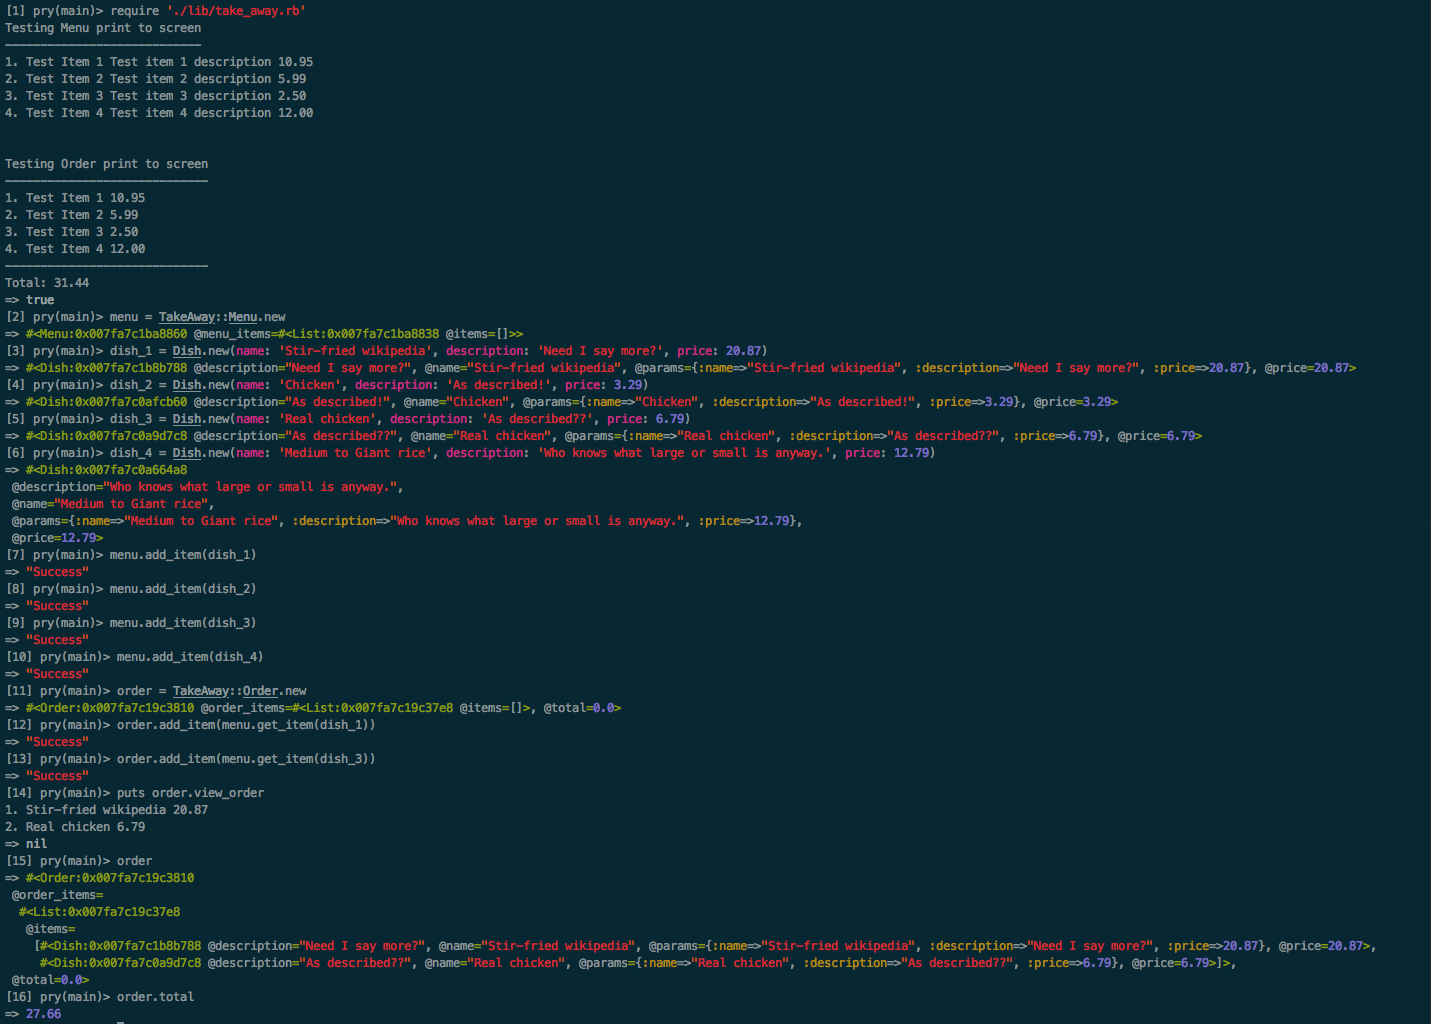 [1] pry(main)> require './lib/take_away.rb'
Testing Menu print to screen
----------------------------
1. Test Item 1 Test item 1 description 10.95
2. Test Item 2 Test item 2 description 5.99
3. Test Item 3 Test item 3 description 2.50
4. Test Item 4 Test item 4 description 12.00
Testing Order print to screen
-----------------------------
1. Test Item 1 10.95
2. Test Item 2 5.99
3. Test Item 3 2.50
4. Test Item 4 12.00
-----------------------------
Total: 31.44
=> true
[2] pry(main)> menu = TakeAway::Menu.new
=> #<Menu:0x007fa7c1ba8860 @menu_items=#<List:0x007fa7c1ba8838 @items=[]>>
[3] pry(main)> dish_1 = Dish.new(name: 'Stir-fried wikipedia', description: 'Need I say more?', price: 20.87)
=> #<Dish:0x007fa7c1b8b788 @description="Need I say more?", @name="Stir-fried wikipedia", @params={:name=>"Stir-fried wikipedia", :description=>"Need I say more?", :price=>20.87}, @price=20.87>
[4] pry(main)> dish_2 = Dish.new(name: 'Chicken', description: 'As described!', price: 3.29)
=> #<Dish:0x007fa7c0afcb60 @description="As described!", @name="Chicken", @params={:name=>"Chicken", :description=>"As described!", :price=>3.29}, @price=3.29>
[5] pry(main)> dish_3 = Dish.new(name: 'Real chicken', description: 'As described??', price: 6.79)
=> #<Dish:0x007fa7c0a9d7c8 @description="As described??", @name="Real chicken", @params={:name=>"Real chicken", :description=>"As described??", :price=>6.79}, @price=6.79>
[6] pry(main)> dish_4 = Dish.new(name: 'Medium to Giant rice', description: 'Who knows what large or small is anyway.', price: 12.79)
=> #<Dish:0x007fa7c0a664a8
@description="Who knows what large or small is anyway.",
@name="Medium to Giant rice",
@params={:name=>"Medium to Giant rice", :description=>"Who knows what large or small is anyway.", :price=>12.79},
@price=12.79>
[7] pry(main)> menu.add_item(dish_1)
=> "Success"
[8] pry(main)> menu.add_item(dish_2)
=> "Success"
[9] pry(main)> menu.add_item(dish_3)
=> "Success"
[10] pry(main)> menu.add_item(dish_4)
=> "Success"
[11] pry(main)> order = TakeAway::Order.new
=> #<Order:0x007fa7c19c3810 @order_items=#<List:0x007fa7c19c37e8 @items=[]>, @total=0.0>
[12] pry(main)> order.add_item(menu.get_item(dish_1))
=> "Success"
[13] pry(main)> order.add_item(menu.get_item(dish_3))
=> "Success"
[14] pry(main)> puts order.view_order
1. Stir-fried wikipedia 20.87
2. Real chicken 6.79
=> nil
[15] pry(main)> order
=> #<Order:0x007fa7c19c3810
@order_items=
#<List:0x007fa7c19c37e8
@items=
[#<Dish:0x007fa7c1b8b788 @description="Need I say more?", @name="Stir-fried wikipedia", @params={:name=>"Stir-fried wikipedia", :description=>"Need I say more?", :price=>20.87}, @price=20.87>,
#<Dish:0x007fa7c0a9d7c8 @description="As described??", @name="Real chicken", @params={:name=>"Real chicken", :description=>"As described??", :price=>6.79}, @price=6.79>]>,
@total=0.0>
[16] pry(main)> order.total
=> 27.66